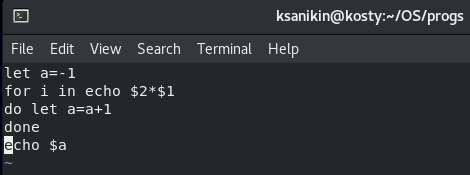 ksanikin@kosty:~/OS/progs
File Edit View Search Terminal Help
let a=-1
for i in echo $2*$1
do let a=a+1
done
echo $a
~